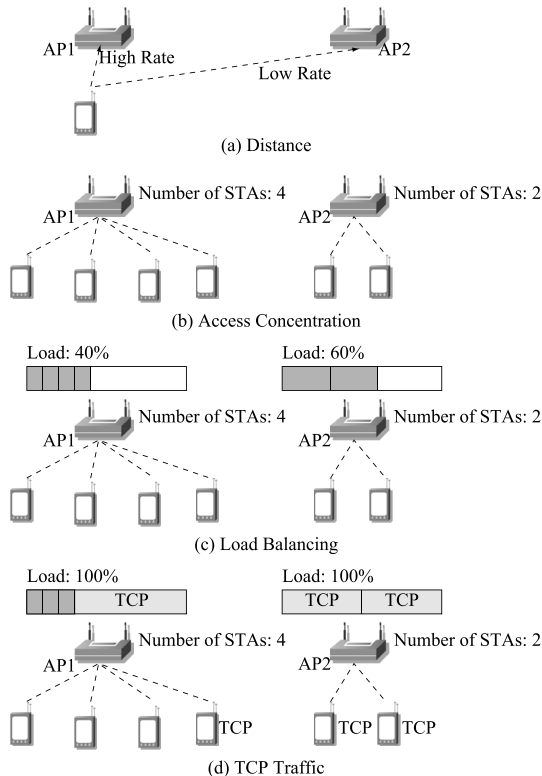 AP1
High Rate
AP2
Low Rate
(a) Distance
Number of STAs: 4
AP1
Number of STAs: 2
AP2
(b) Access Concentration
Load: 40%
Load: 60%
Number of STAs: 4
AP1
Number of STAs: 2
AP2
(c) Load Balancing
Load: 100%
Load: 100%
TCP
TCP
TCP
Number of STAs: 4
AP1
Number of STAs: 2
AP2
TCP
TCP
TCP
(d) TCP Traffic